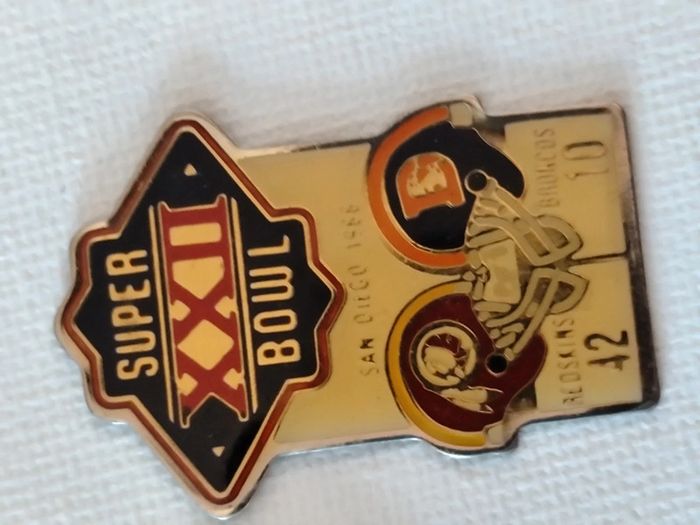 SUPER
XXII
BOWL
SAN DIEGO 1988
D
REDSKINS BRONCOS
42 10